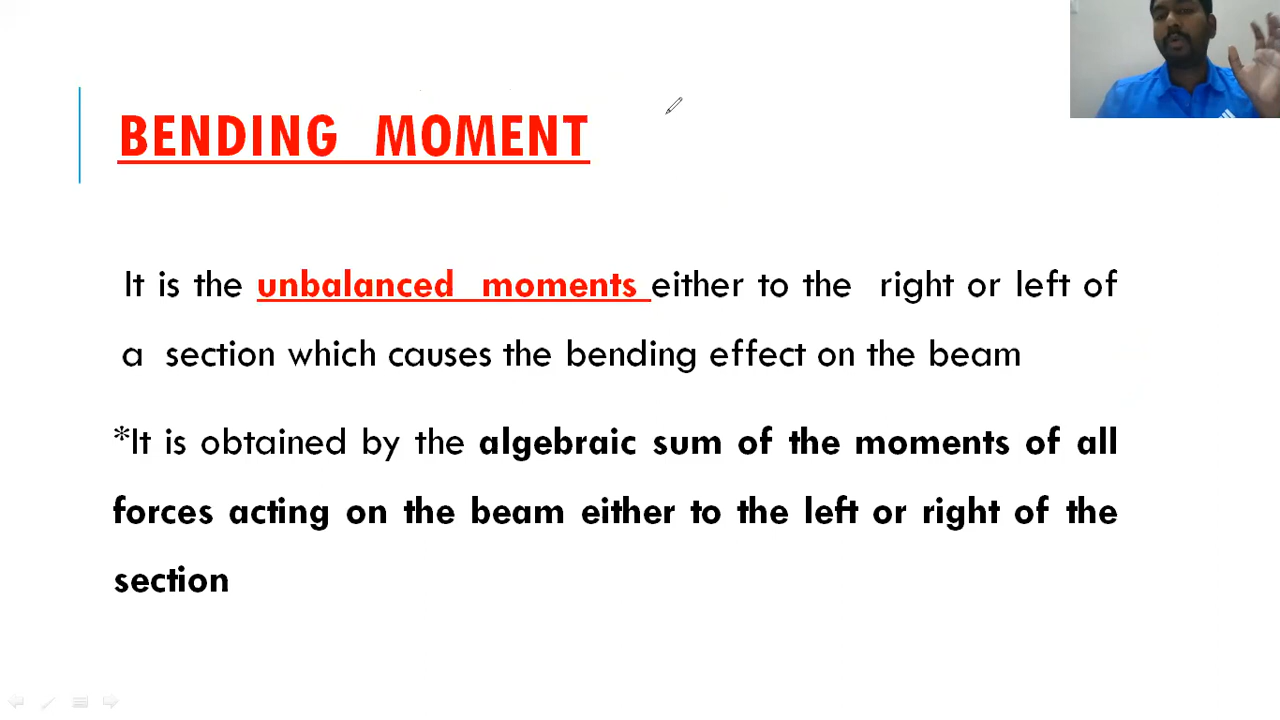 BENDING MOMENT
It is the unbalanced moments either to the right or left of
a section which causes the bending effect on the beam
*It is obtained by the algebraic sum of the moments of all
forces acting on the beam either to the left or right of the
section